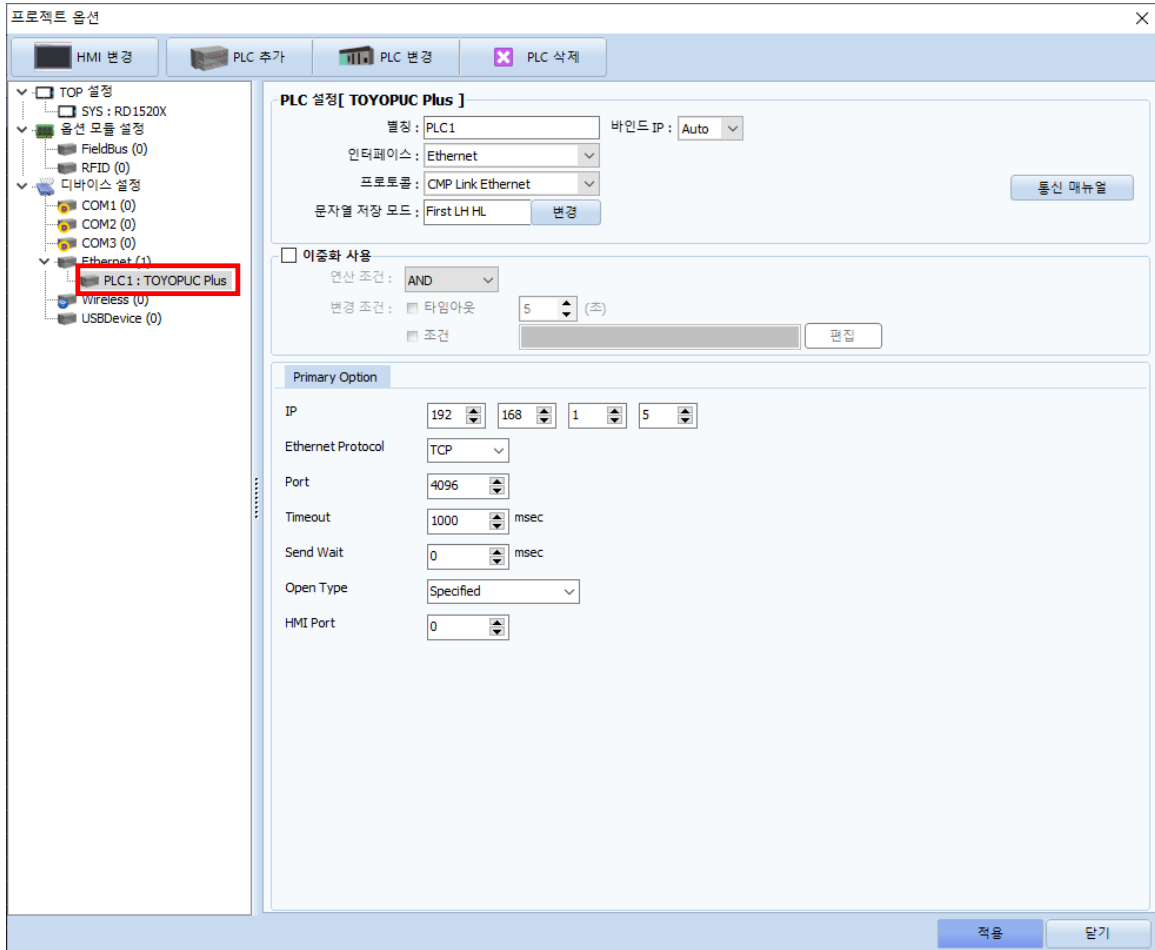 프로젝트 옵션
HMI 변경
PLC 추가
PLC 변경
PLC 삭제
TOP 설정
SYS : RD1520X
옵션 모듈 설정
FieldBus (0)
RFID (0)
디바이스 설정
COM1 (0)
COM2 (0)
COM3 (0)
Ethernet (1)
PLC1 : TOYOPUC Plus
Wireless (0)
USBDevice (0)
PLC 설정[ TOYOPUC Plus ]
별칭 : PLC1 바인드 IP : Auto
인터페이스 : Ethernet
프로토콜 : CMP Link Ethernet
통신 매뉴얼
문자열 저장 모드 : First LH HL 변경
이중화 사용
연산 조건 : AND
변경 조건 : 타임아웃 5 (초)
조건 편집
Primary Option
IP 192 168 1 5
Ethernet Protocol TCP
Port 4096
Timeout 1000 msec
Send Wait 0 msec
Open Type Specified
HMI Port 0
적용 닫기